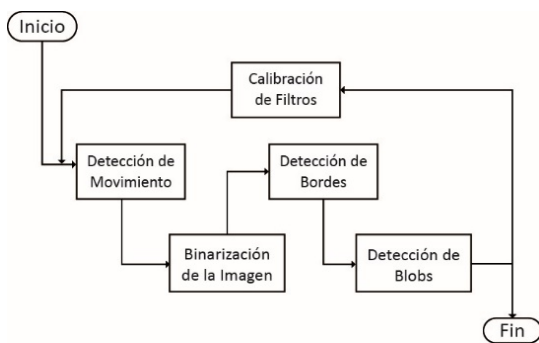 Inicio
Calibración
de Filtros
Detección de
Movimiento
Detección de
Bordes
Binarización
de la Imagen
Detección de
Blobs
Fin